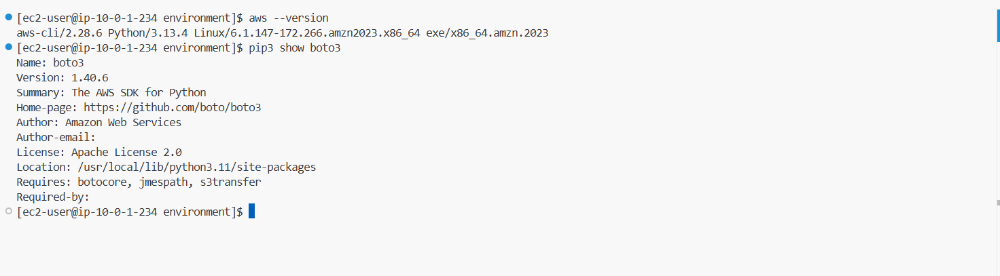 [ec2-user@ip-10-0-1-234 environment]$ aws --version
aws-cli/2.28.6 Python/3.13.4 Linux/6.1.147-172.266.amzn2023.x86_64 exe/x86_64.amzn.2023
[ec2-user@ip-10-0-1-234 environment]$ pip3 show boto3
Name: boto3
Version: 1.40.6
Summary: The AWS SDK for Python
Home-page: https://github.com/boto/boto3
Author: Amazon Web Services
Author-email:
License: Apache License 2.0
Location: /usr/local/lib/python3.11/site-packages
Requires: botocore, jmespath, s3transfer
Required-by:
[ec2-user@ip-10-0-1-234 environment]$